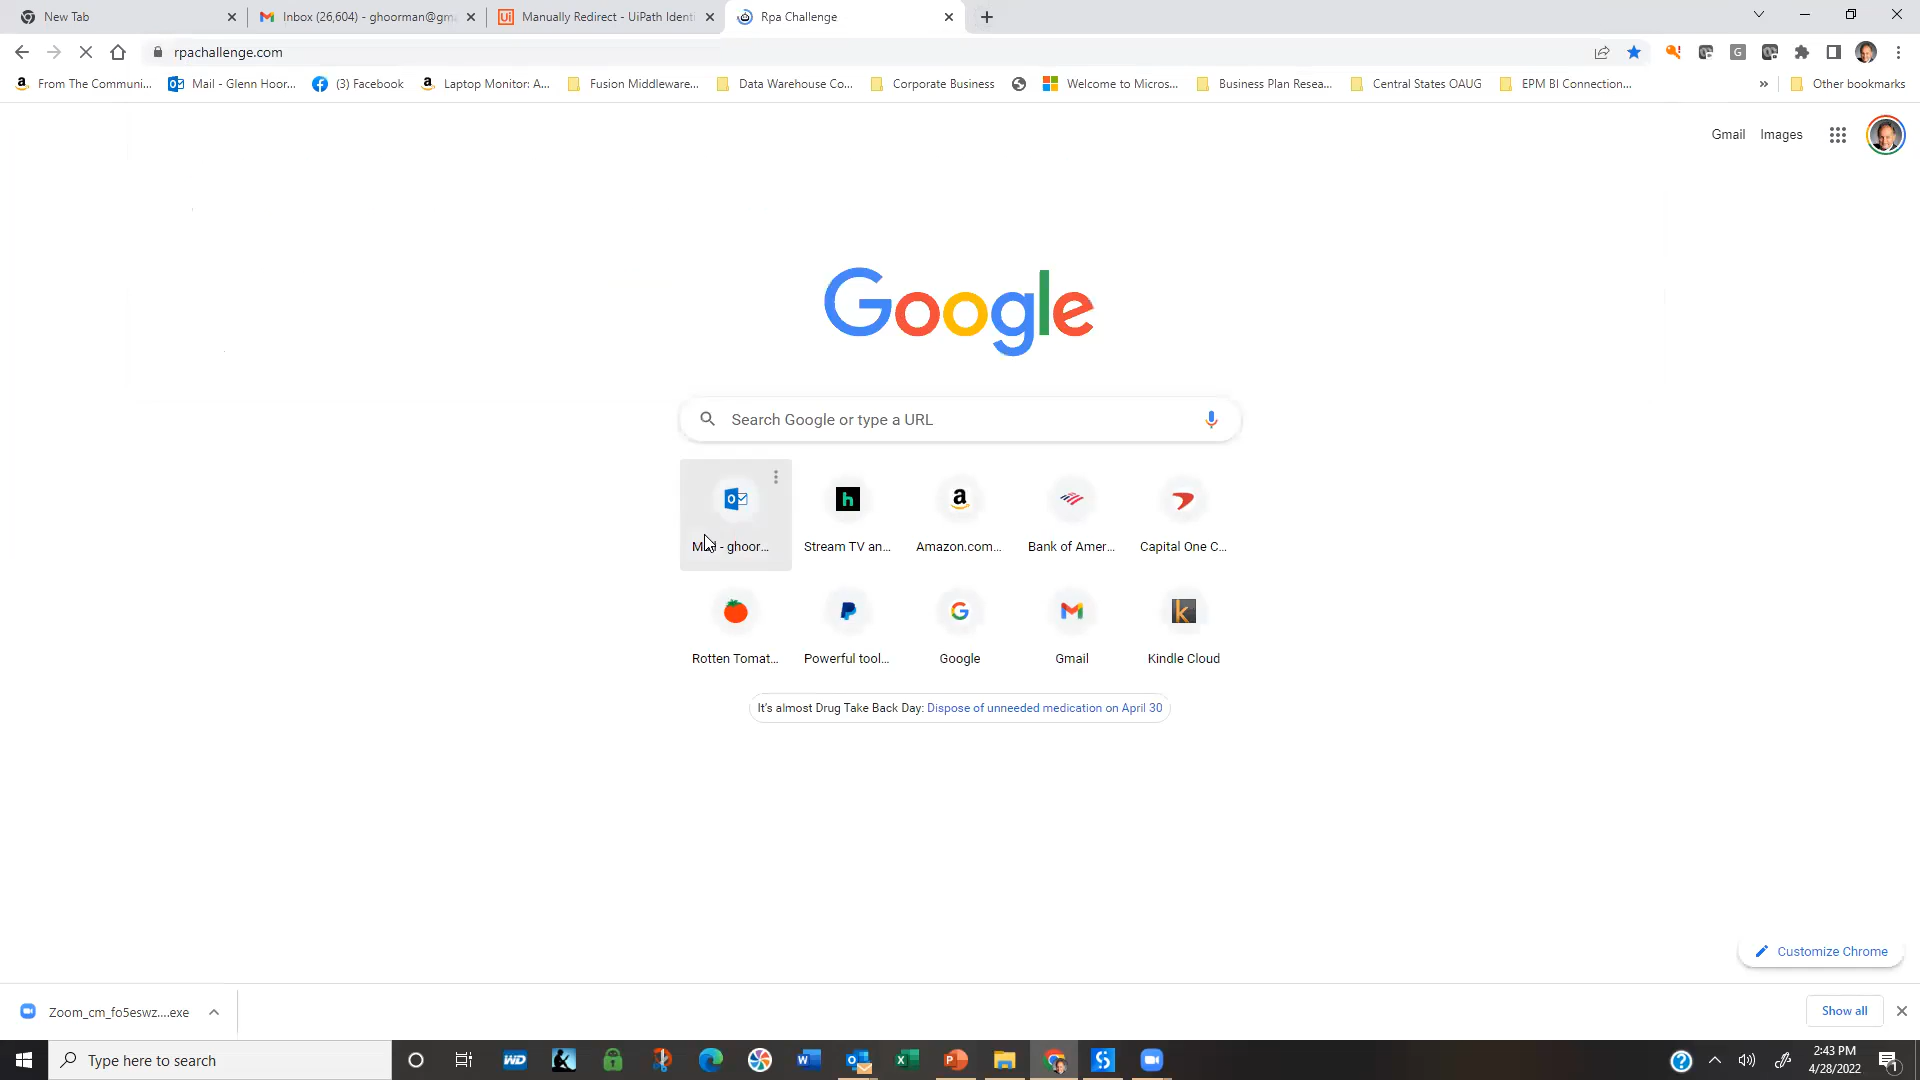 New Tab
Inbox (26,604) - ghoorman@gma
Manually Redirect - UiPath Identi
Rpa Challenge
rpachallenge.com
From The Communi...
Mail - Glenn Hoor...
(3) Facebook
Laptop Monitor: A...
Fusion Middleware...
Data Warehouse Co...
Corporate Business
Welcome to Micros...
Business Plan Resea...
Central States OAUG
EPM BI Connection...
Other bookmarks
Gmail
Images
Google
Search Google or type a URL
Mail - ghoor...
Stream TV an...
Amazon.com...
Bank of Amer...
Capital One C...
Rotten Tomat...
Powerful tool...
Google
Gmail
Kindle Cloud
It's almost Drug Take Back Day: Dispose of unneeded medication on April 30
Customize Chrome
Zoom_cm_fo5eswz....exe
Show all
Type here to search
2:43 PM
4/28/2022